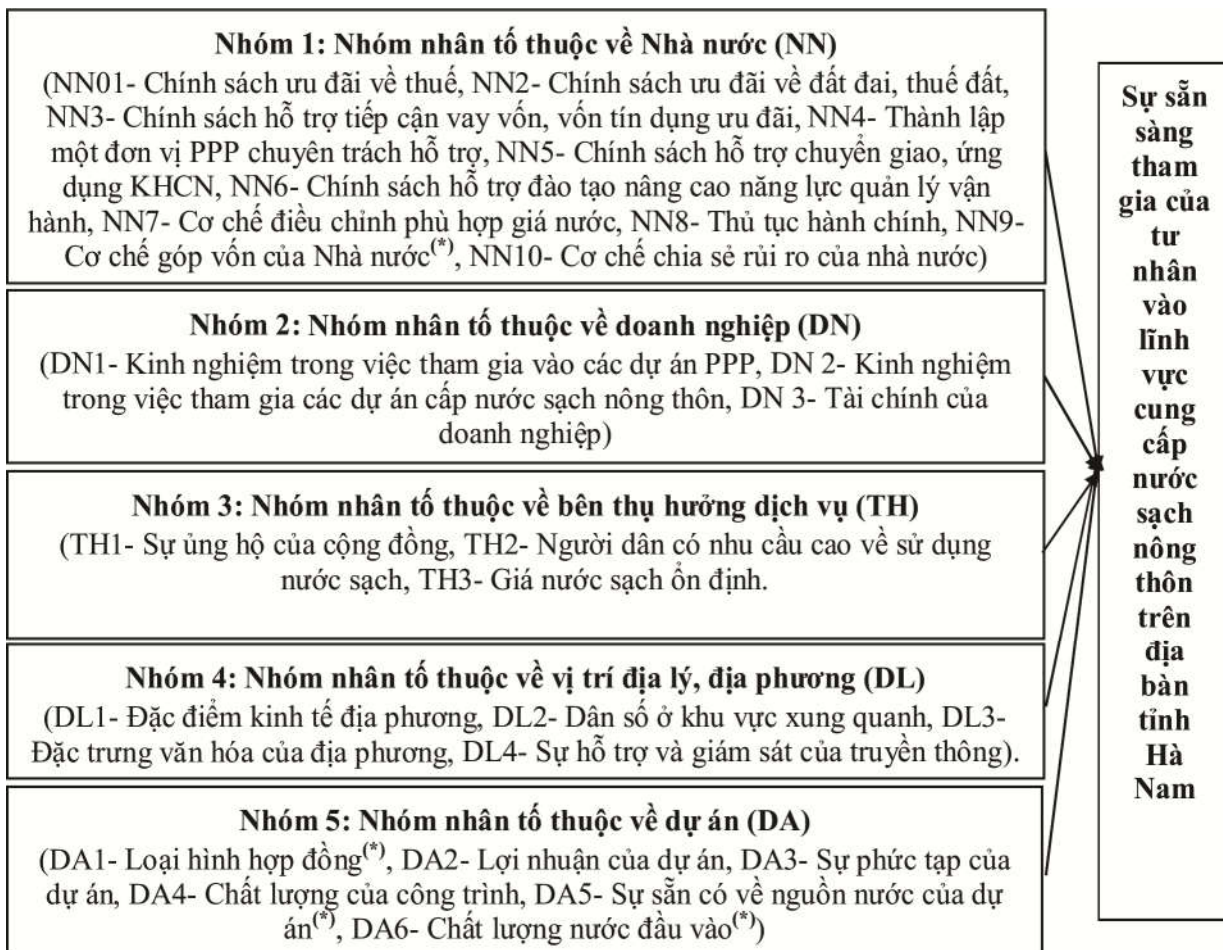 Nhóm 1: Nhóm nhân tố thuộc về Nhà nước (NN)
(NN01- Chính sách ưu đãi về thuế, NN2- Chính sách ưu đãi về đất đai, thuế đất,
NN3- Chính sách hỗ trợ tiếp cận vay vốn, vốn tín dụng ưu đãi, NN4- Thành lập
một đơn vị PPP chuyên trách hỗ trợ, NN5- Chính sách hỗ trợ chuyển giao, ứng
dụng KHCN, NN6- Chính sách hỗ trợ đào tạo nâng cao năng lực quản lý vận
hành, NN7- Cơ chế điều chỉnh phù hợp giá nước, NN8- Thủ tục hành chính, NN9-
Cơ chế góp vốn của Nhà nước(*), NN10- Cơ chế chia sẻ rủi ro của nhà nước)
Nhóm 2: Nhóm nhân tố thuộc về doanh nghiệp (DN)
(DN1- Kinh nghiệm trong việc tham gia vào các dự án PPP, DN 2- Kinh nghiệm
trong việc tham gia các dự án cấp nước sạch nông thôn, DN 3- Tài chính của
doanh nghiệp)
Nhóm 3: Nhóm nhân tố thuộc về bên thụ hưởng dịch vụ (TH)
(TH1- Sự ủng hộ của cộng đồng, TH2- Người dân có nhu cầu cao về sử dụng
nước sạch, TH3- Giá nước sạch ổn định.
Nhóm 4: Nhóm nhân tố thuộc về vị trí địa lý, địa phương (DL)
(DL1- Đặc điểm kinh tế địa phương, DL2- Dân số ở khu vực xung quanh, DL3-
Đặc trưng văn hóa của địa phương, DL4- Sự hỗ trợ và giám sát của truyền thông).
Nhóm 5: Nhóm nhân tố thuộc về dự án (DA)
(DA1- Loại hình hợp đồng(*), DA2- Lợi nhuận của dự án, DA3- Sự phức tạp của
dự án, DA4- Chất lượng của công trình, DA5- Sự sẵn có về nguồn nước của dự
án(*), DA6- Chất lượng nước đầu vào(*))
Sự sẵn
sàng
tham
gia của
tư
nhân
vào
lĩnh
vực
cung
cấp
nước
sạch
nông
thôn
trên
địa
bàn
tỉnh
Hà
Nam